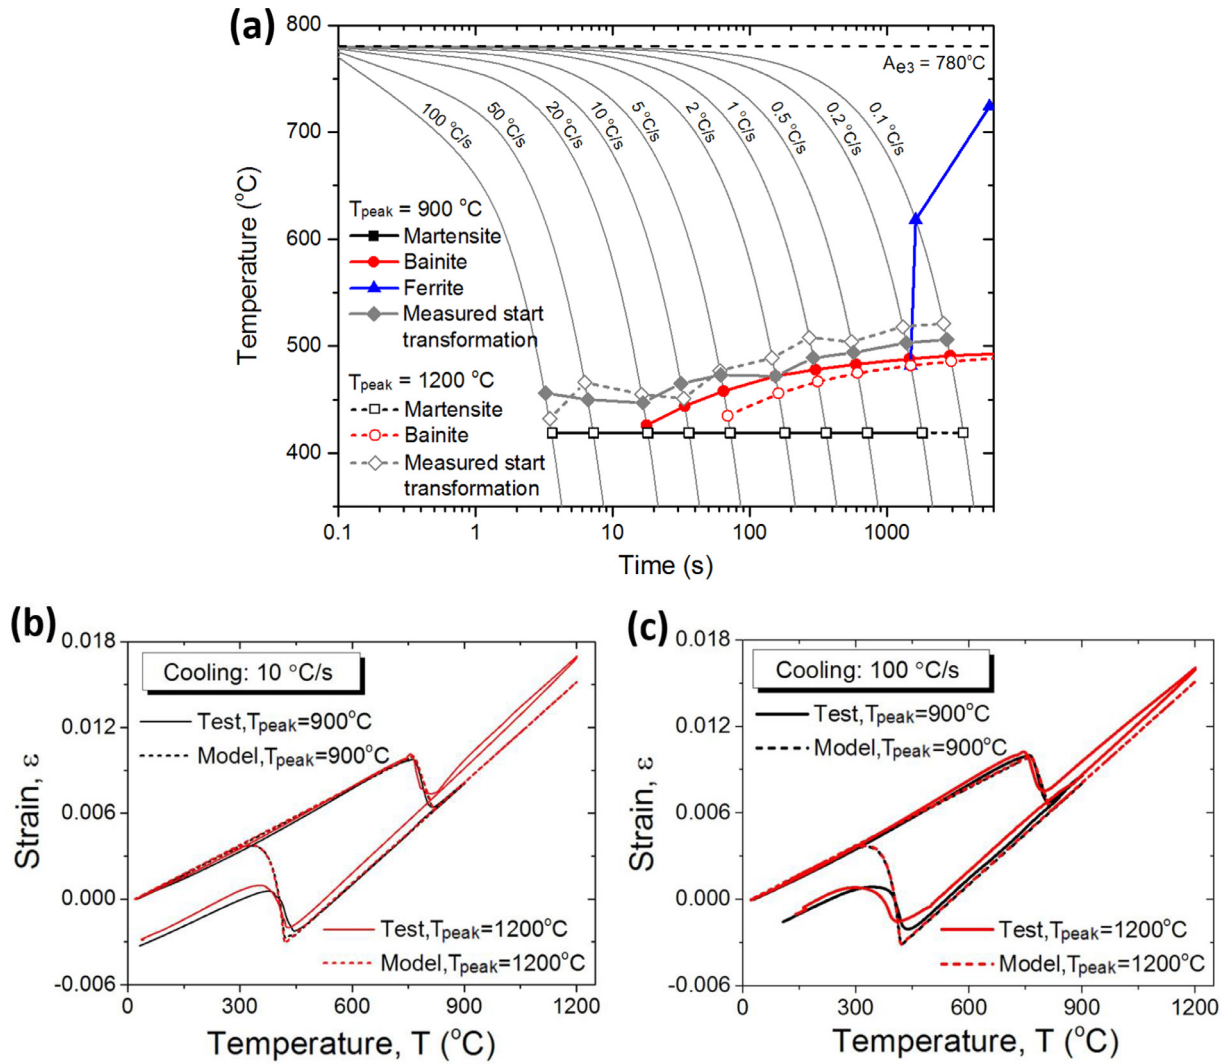 (a)
800
700
600
500
400
Temperature (°C)
0.1
1
10
100
1000
Time (s)
Ae3 = 780°C
100 °C/s
50 °C/s
20 °C/s
10 °C/s
5 °C/s
2 °C/s
1 °C/s
0.5 °C/s
0.2 °C/s
0.1 °C/s
Tpeak = 900 °C
Martensite
Bainite
Ferrite
Measured start
transformation
Tpeak = 1200 °C
Martensite
Bainite
Measured start
transformation
(b)
0.018
0.012
0.006
0.000
-0.006
Strain, ε
Cooling: 10 °C/s
Test,Tpeak=900°C
Model,Tpeak=900°C
Test,Tpeak=1200°C
Model,Tpeak=1200°C
0
300
600
900
1200
Temperature, T (°C)
(c)
0.018
0.012
0.006
0.000
-0.006
Strain, ε
Cooling: 100 °C/s
Test,Tpeak=900°C
Model,Tpeak=900°C
Test,Tpeak=1200°C
Model,Tpeak=1200°C
0
300
600
900
1200
Temperature, T (°C)